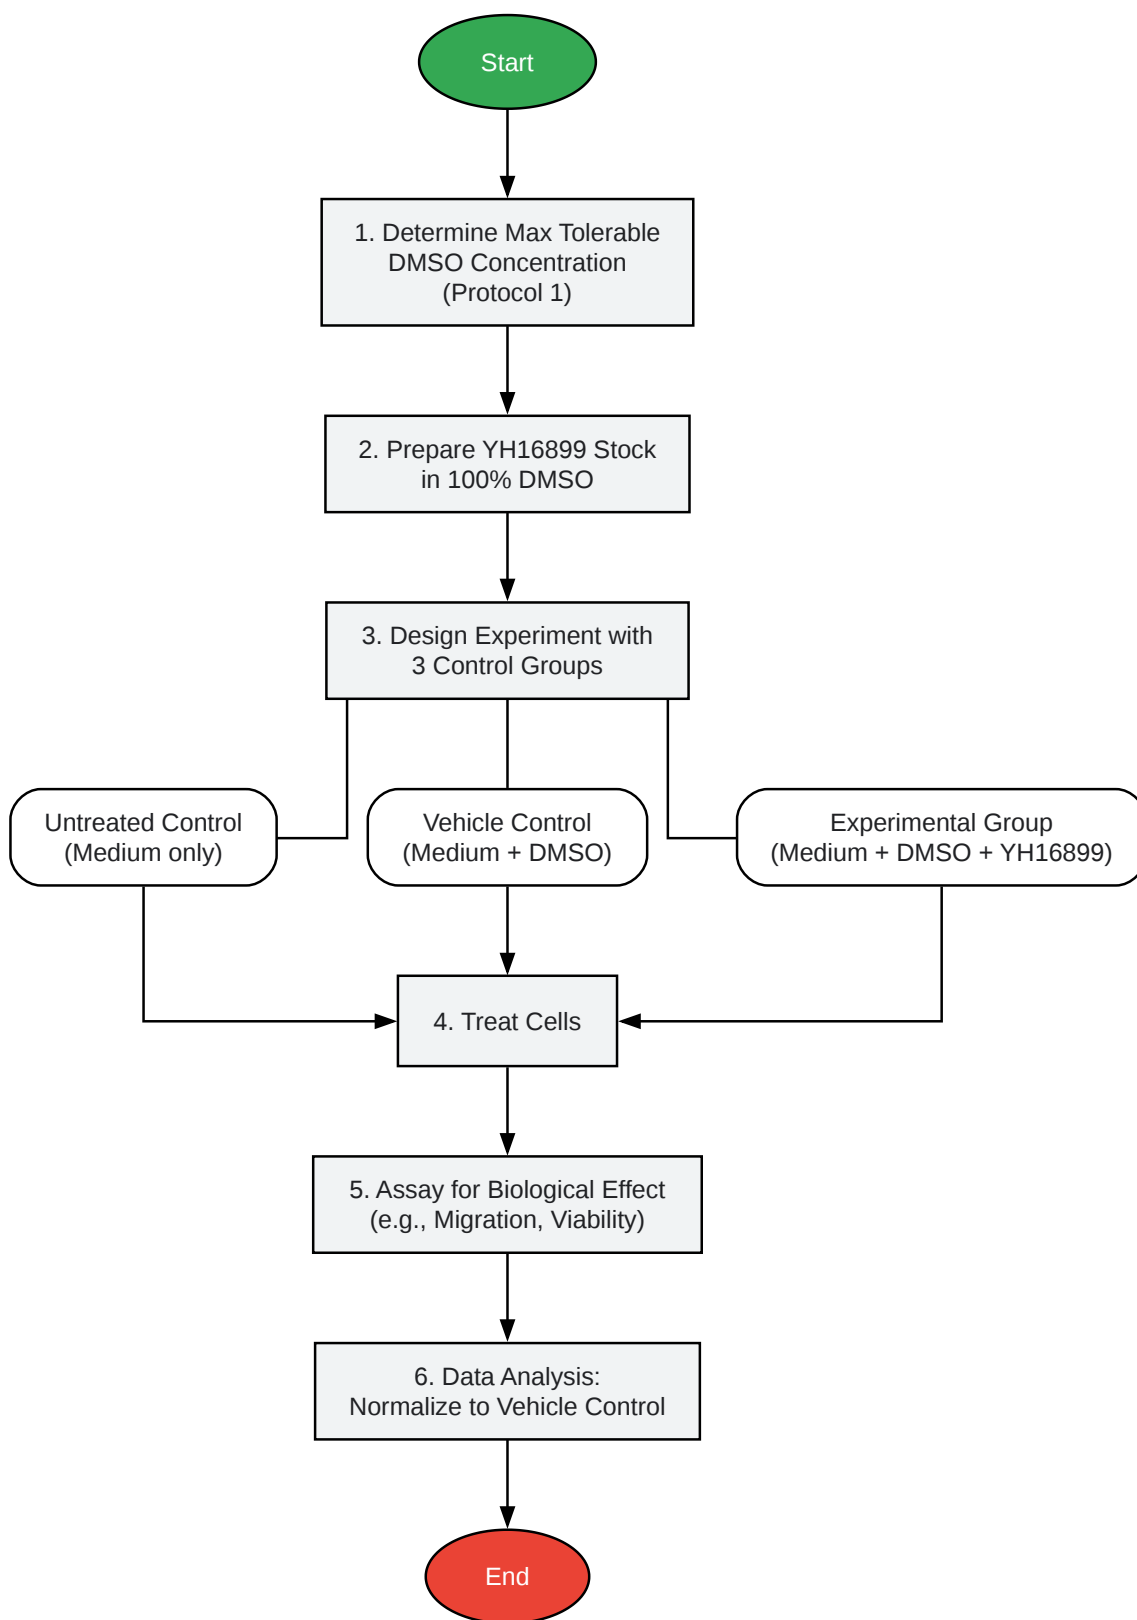 Start
1. Determine Max Tolerable
DMSO Concentration
(Protocol 1)
2. Prepare YH16899 Stock
in 100% DMSO
3. Design Experiment with
3 Control Groups
Untreated Control
(Medium only)
Vehicle Control
(Medium + DMSO)
Experimental Group
(Medium + DMSO + YH16899)
4. Treat Cells
5. Assay for Biological Effect
(e.g., Migration, Viability)
6. Data Analysis:
Normalize to Vehicle Control
End